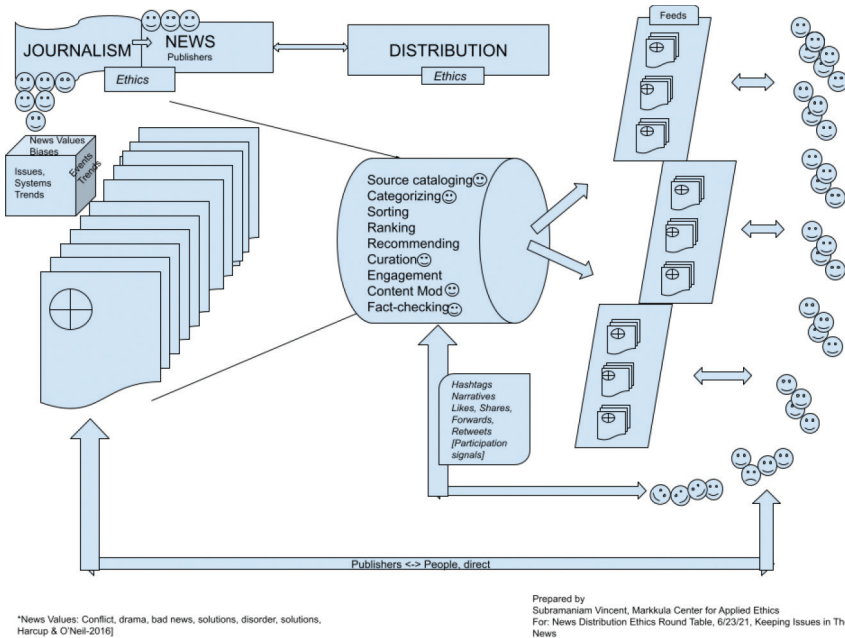 Feeds
JOURNALISM
NEWS
Publishers
DISTRIBUTION
Ethics
Ethics
News Values
Biases
Events
Trends
Issues,
Systems
Trends
Source cataloging
Categorizing
Sorting
Ranking
Recommending
Curation
Engagement
Content Mod
Fact-checking
Hashtags
Narratives
Likes, Shares,
Forwards,
Retweets
[Participation
signals]
Publishers <-> People, direct
*News Values: Conflict, drama, bad news, solutions, disorder, solutions,
Harcup & O'Neil-2016]
Prepared by
Subramaniam Vincent, Markkula Center for Applied Ethics
For: News Distribution Ethics Round Table, 6/23/21, Keeping Issues in Th
News